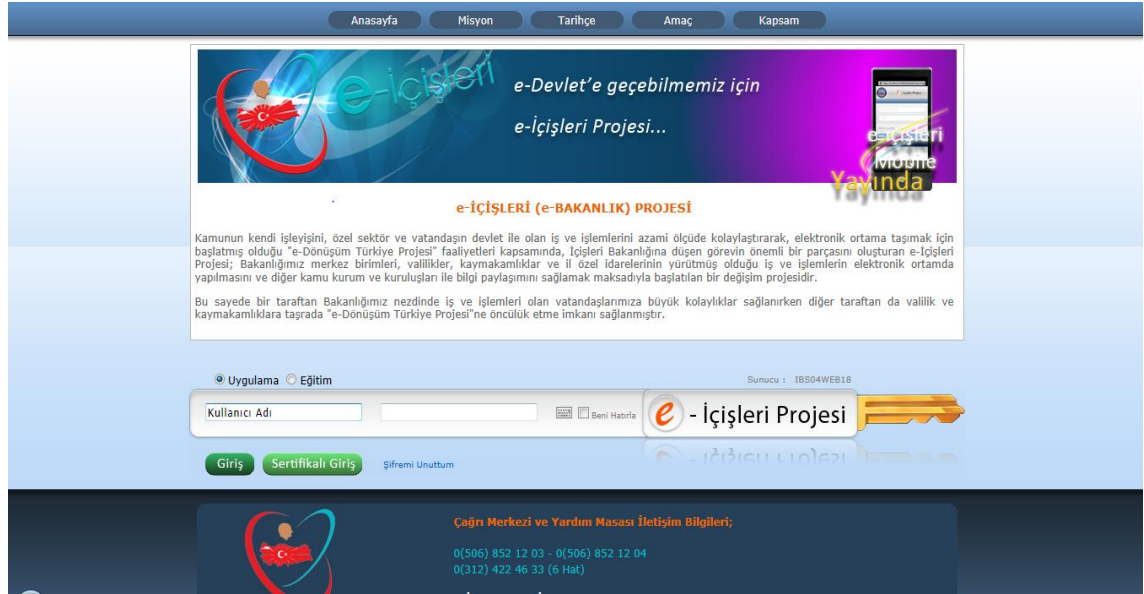 Anasayfa Misyon Tarihçe Amaç Kapsam
e-İçişleri
e-Devlet'e geçebilmemiz için
e-İçişleri Projesi...
e-içişleri
Mobile
Yayında
e-İÇİŞLERİ (e-BAKANLIK) PROJESİ
Kamunun kendi işleyişini, özel sektör ve vatandaşın devlet ile olan iş ve işlemlerini azami ölçüde kolaylaştırarak, elektronik ortama taşımak için
başlatmış olduğu "e-Dönüşüm Türkiye Projesi" faaliyetleri kapsamında, İçişleri Bakanlığına düşen görevin önemli bir parçasını oluşturan e-İçişleri
Projesi; Bakanlığımız merkez birimleri, valilikler, kaymakamlıklar ve il özel idarelerinin yürütmüş olduğu iş ve işlemlerin elektronik ortamda
yapılmasını ve diğer kamu kurum ve kuruluşları ile bilgi paylaşımını sağlamak maksadıyla başlatılan bir değişim projesidir.
Bu sayede bir taraftan Bakanlığımız nezdinde iş ve işlemleri olan vatandaşlarımıza büyük kolaylıklar sağlanırken diğer taraftan da valilik ve
kaymakamlıklara taşrada "e-Dönüşüm Türkiye Projesi"ne öncülük etme imkanı sağlanmıştır.
Uygulama Eğitim
Sunucu : IBS04WEB18
Kullanıcı Adı
Beni Hatırla
e - İçişleri Projesi
Giriş Sertifikalı Giriş Şifremi Unuttum
Çağrı Merkezi ve Yardım Masası İletişim Bilgileri;
0(506) 852 12 03 - 0(506) 852 12 04
0(312) 422 46 33 (6 Hat)